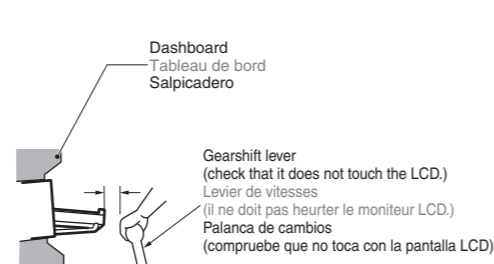 Dashboard
Tableau de bord
Salpicadero
Gearshift lever
(check that it does not touch the LCD.)
Levier de vitesses
(il ne doit pas heurter le moniteur LCD.)
Palanca de cambios
(compruebe que no toca con la pantalla LCD)